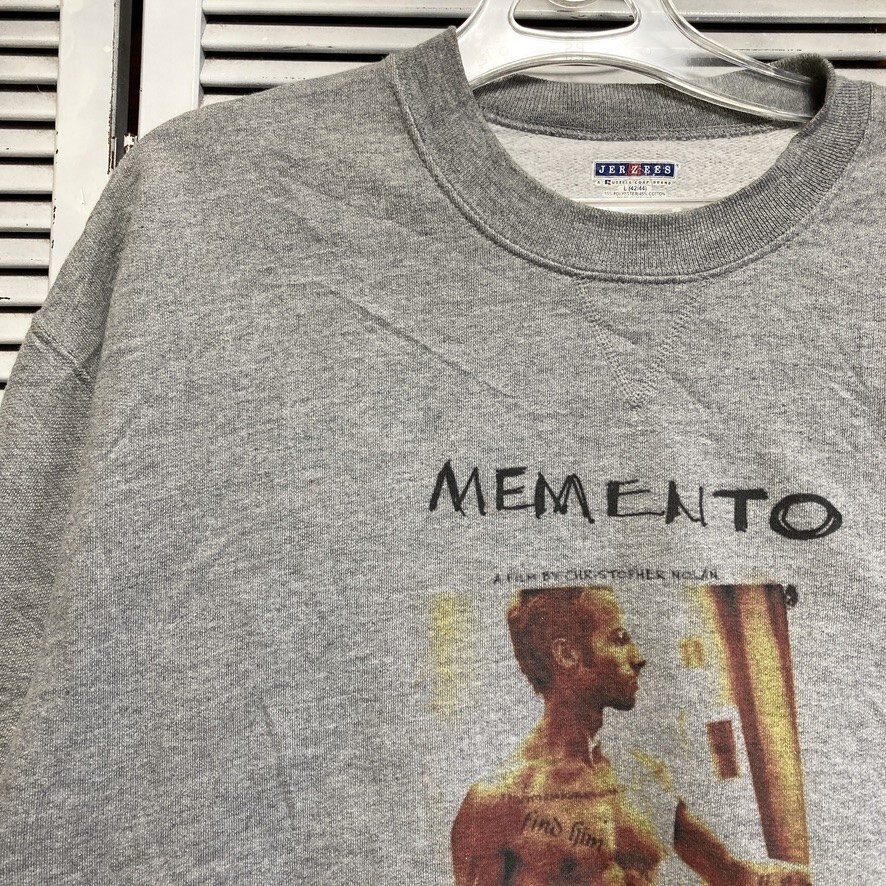 JERZEES
L (42/44)
MEMENTO
A FILM BY CHRISTOPHER NOLAN
find him